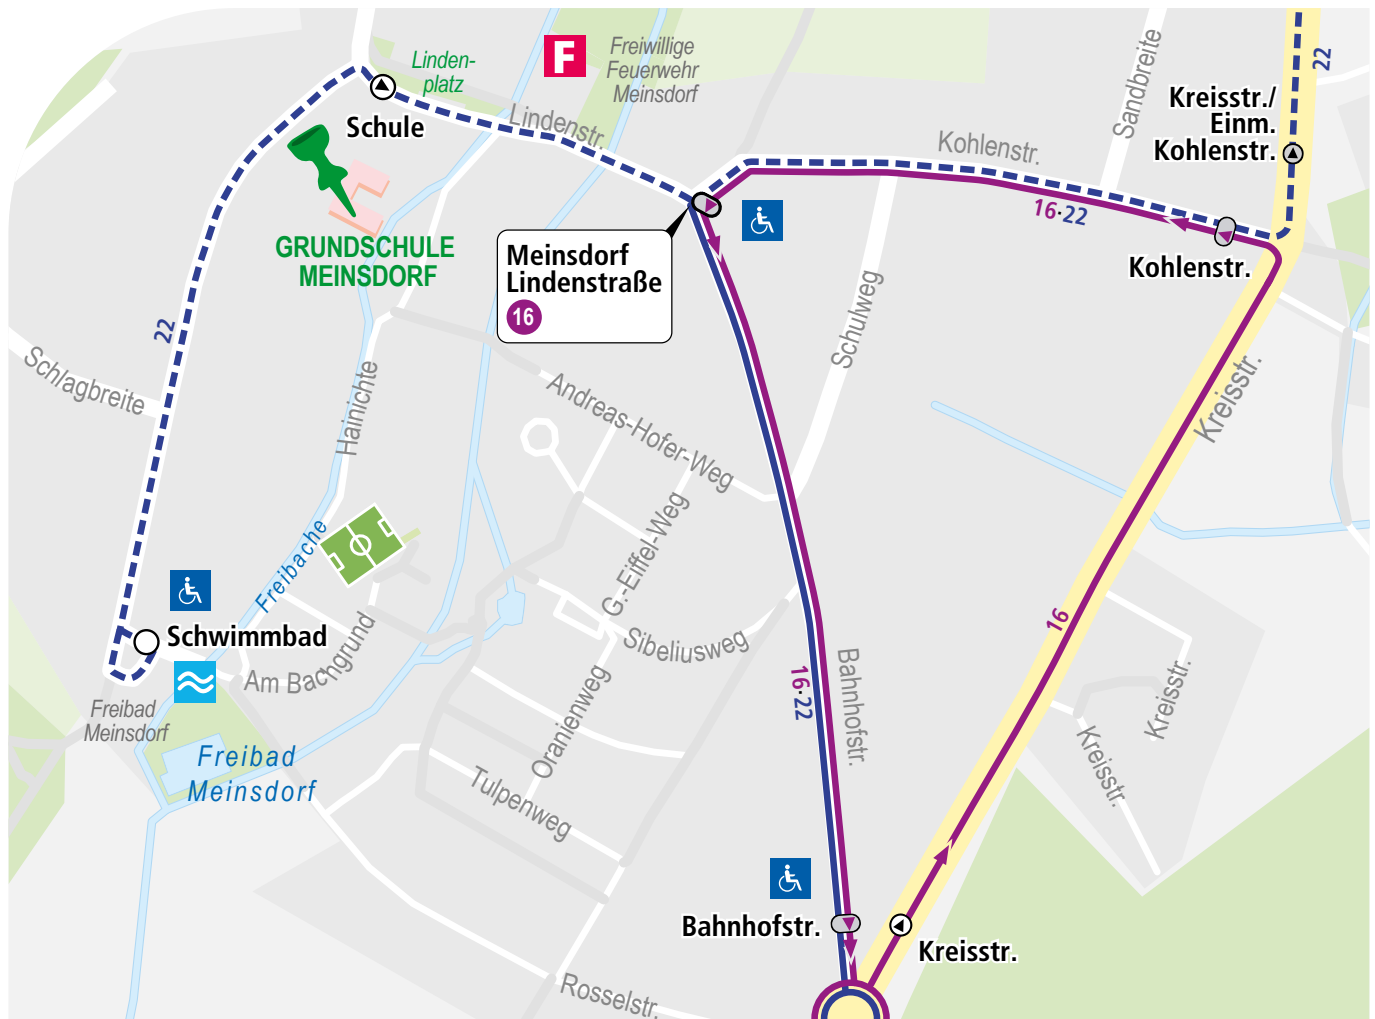 Linden-
platz
F
Freiwillige
Feuerwehr
Meinsdorf
Sandbreite
22
Kreisstr./
Einm.
Kohlenstr.
Schule
Lindenstr.
Kohlenstr.
16·22
Kohlenstr.
GRUNDSCHULE
MEINSDORF
Meinsdorf
Lindenstraße
16
22
Schlagbreite
Hainichte
Schulweg
Kreisstr.
Andreas-Hofer-Weg
G.-Eiffel-Weg
Freibache
Schwimmbad
Am Bachgrund
Sibeliusweg
16
Freibad
Meinsdorf
Freibad
Meinsdorf
Oranienweg
Tulpenweg
16·22
Bahnhofstr.
Kreisstr.
Kreisstr.
Bahnhofstr.
Kreisstr.
Rosselstr.